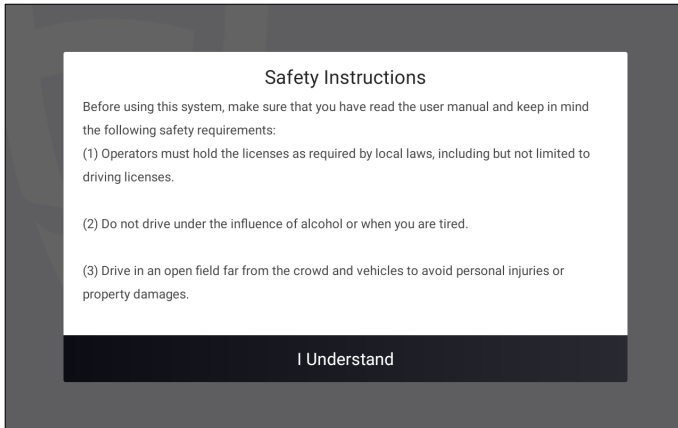 Safety Instructions
Before using this system, make sure that you have read the user manual and keep in mind
the following safety requirements:
(1) Operators must hold the licenses as required by local laws, including but not limited to
driving licenses.
(2) Do not drive under the influence of alcohol or when you are tired.
(3) Drive in an open field far from the crowd and vehicles to avoid personal injuries or
property damages.
I Understand